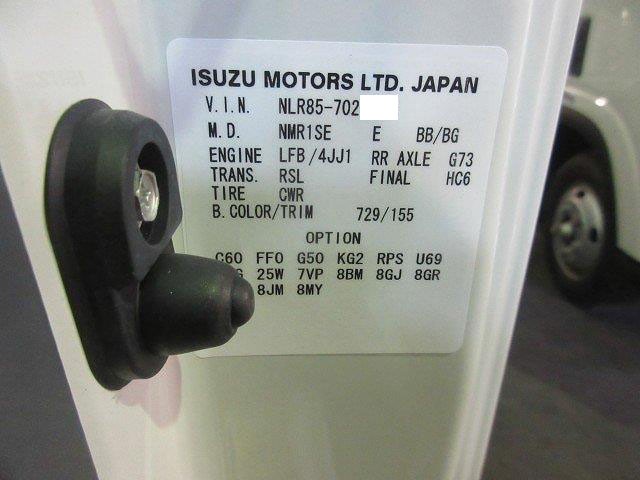 ISUZU MOTORS LTD. JAPAN
V.I.N. NLR85-702
M.D. NMR1SE E BB/BG
ENGINE LFB/4JJ1 RR AXLE G73
TRANS. RSL FINAL HC6
TIRE CWR
B.COLOR/TRIM 729/155
OPTION
C60 FF0 G50 KG2 RPS U69
25W 7VP 8BM 8GJ 8GR
8JM 8MY